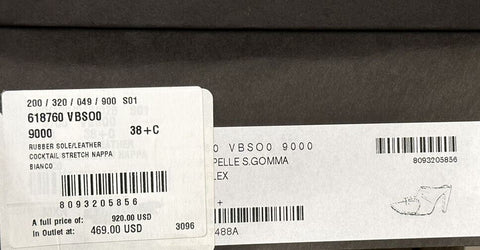 200 / 320 / 049 / 900 S01
618760 VBSO0
9000 38+C
RUBBER SOLE/LEATHER
COCKTAIL STRETCH NAPPA
BIANCO
8093205856
A full price of: 920.00 USD
in Outlet at: 469.00 USD 3096
0 VBSO0 9000
PELLE S.GOMMA
LEX
+
488A
8093205856